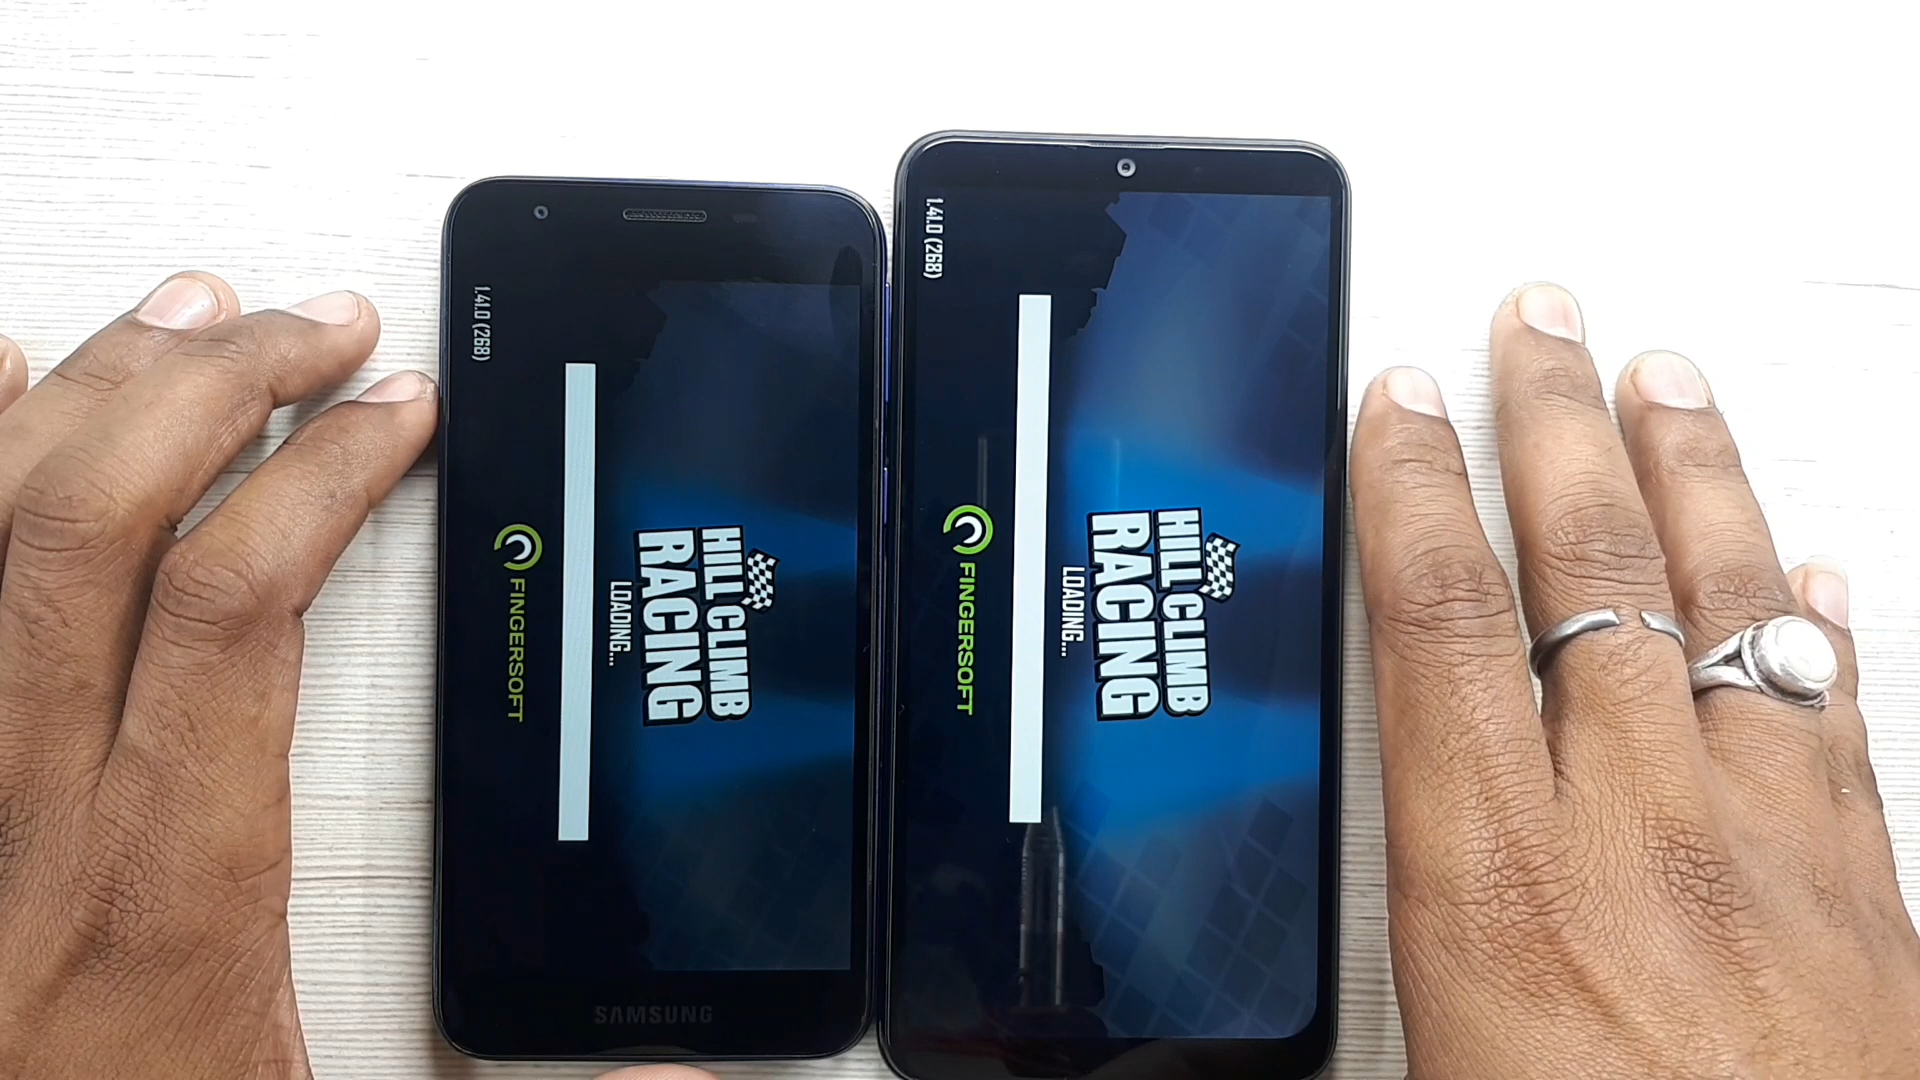 1.41.0 (268)
HILL CLIMB
RACING
LOADING...
FINGERSOFT
SAMSUNG
1.41.0 (268)
HILL CLIMB
RACING
LOADING...
FINGERSOFT